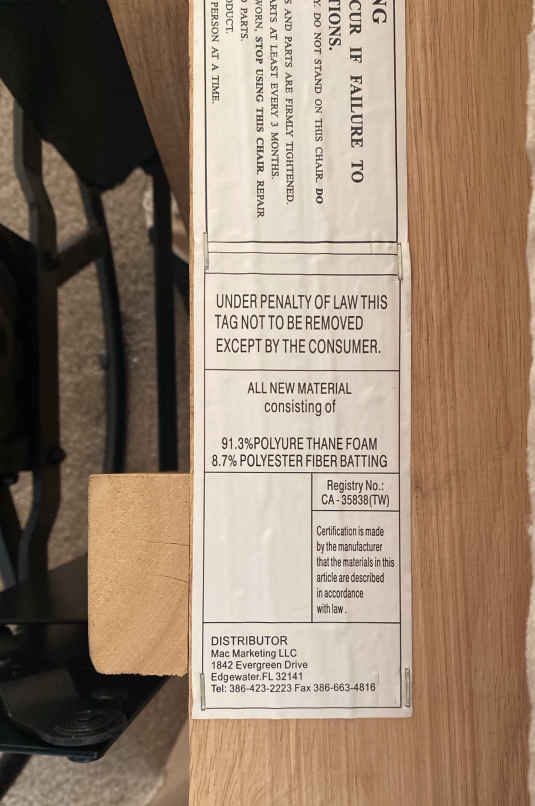 NG
CUR IF FAILURE TO
TIONS.
Y. DO NOT STAND ON THIS CHAIR. DO
S AND PARTS ARE FIRMLY TIGHTENED.
ARTS AT LEAST EVERY 3 MONTHS.
WORN, STOP USING THIS CHAIR. REPAIR
D PARTS.
ODUCT.
PERSON AT A TIME.
UNDER PENALTY OF LAW THIS
TAG NOT TO BE REMOVED
EXCEPT BY THE CONSUMER.
ALL NEW MATERIAL
consisting of
91.3%POLYURE THANE FOAM
8.7% POLYESTER FIBER BATTING
Registry No.:
CA - 35838(TW)
Certification is made
by the manufacturer
that the materials in this
article are described
in accordance
with law .
DISTRIBUTOR
Mac Marketing LLC
1842 Evergreen Drive
Edgewater.FL 32141
Tel: 386-423-2223 Fax 386-663-4816